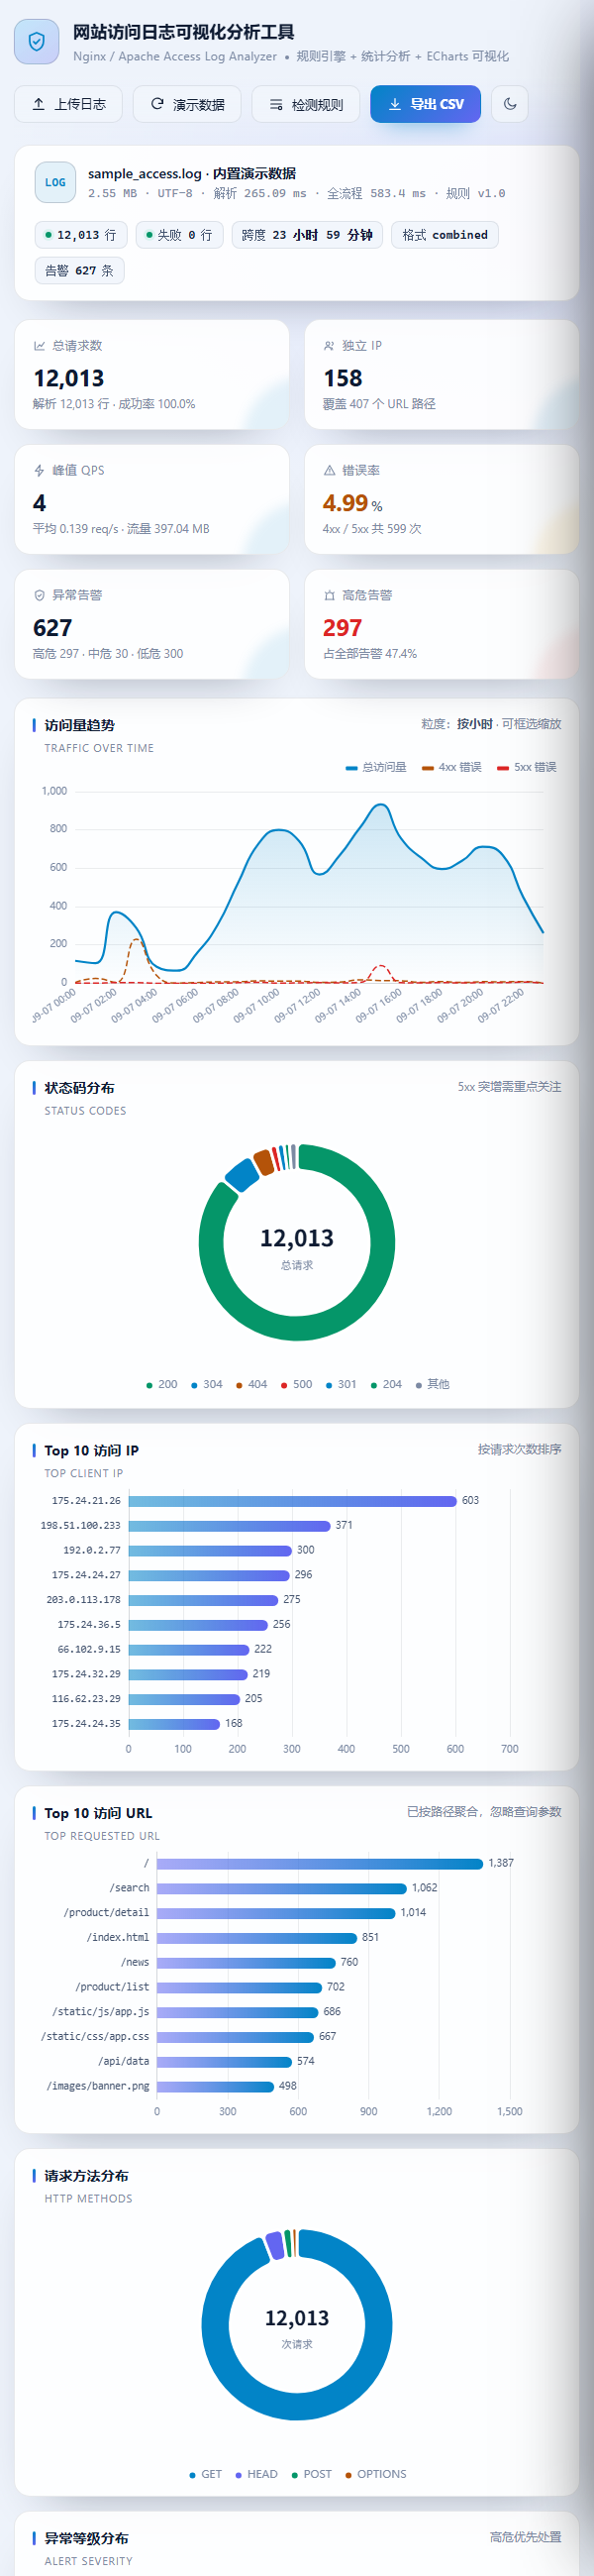 网站访问日志可视化分析工具
Nginx / Apache Access Log Analyzer • 规则引擎 + 统计分析 + ECharts 可视化
上传日志 演示数据 检测规则 导出 CSV
LOG
sample_access.log · 内置演示数据
2.55 MB · UTF-8 · 解析 265.09 ms · 全流程 583.4 ms · 规则 v1.0
12,013 行 失败 0 行 跨度 23 小时 59 分钟 格式 combined
告警 627 条
总请求数
12,013
解析 12,013 行 · 成功率 100.0%
独立 IP
158
覆盖 407 个 URL 路径
峰值 QPS
4
平均 0.139 req/s · 流量 397.04 MB
错误率
4.99 %
4xx / 5xx 共 599 次
异常告警
627
高危 297 · 中危 30 · 低危 300
高危告警
297
占全部告警 47.4%
访问量趋势 粒度：按小时 · 可框选缩放
TRAFFIC OVER TIME
总访问量 4xx 错误 5xx 错误
1,000
800
600
400
200
0
09-07 00:00 09-07 02:00 09-07 04:00 09-07 06:00 09-07 08:00 09-07 10:00 09-07 12:00 09-07 14:00 09-07 16:00 09-07 18:00 09-07 20:00 09-07 22:00
状态码分布 5xx 突增需重点关注
STATUS CODES
12,013
总请求
200 304 404 500 301 204 其他
Top 10 访问 IP 按请求次数排序
TOP CLIENT IP
175.24.21.26 603
198.51.100.233 371
192.0.2.77 300
175.24.24.27 296
203.0.113.178 275
175.24.36.5 256
66.102.9.15 222
175.24.32.29 219
116.62.23.29 205
175.24.24.35 168
0 100 200 300 400 500 600 700
Top 10 访问 URL 已按路径聚合，忽略查询参数
TOP REQUESTED URL
/ 1,387
/search 1,062
/product/detail 1,014
/index.html 851
/news 760
/product/list 702
/static/js/app.js 686
/static/css/app.css 667
/api/data 574
/images/banner.png 498
0 300 600 900 1,200 1,500
请求方法分布
HTTP METHODS
12,013
次请求
GET HEAD POST OPTIONS
异常等级分布 高危优先处置
ALERT SEVERITY